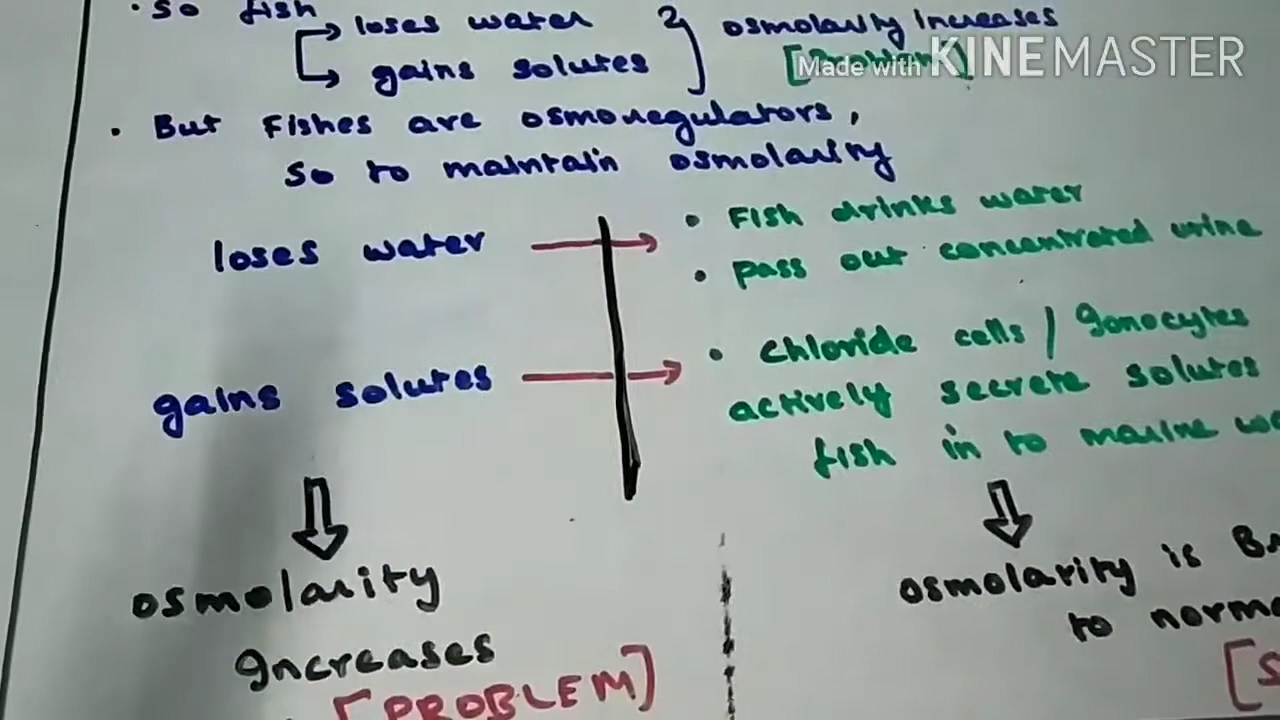 • So fish
loses water
gains solutes
osmolarity Increases
[Problem]
Made with KINEMASTER
• But Fishes are osmoregulators,
so to maintain osmolarity
loses water
• Fish drinks water
• pass out concentrated urine
gains solutes
• chloride cells / Ionocytes
actively secrete solutes
fish in to marine
osmolarity
Increases
[PROBLEM]
osmolarity is
to